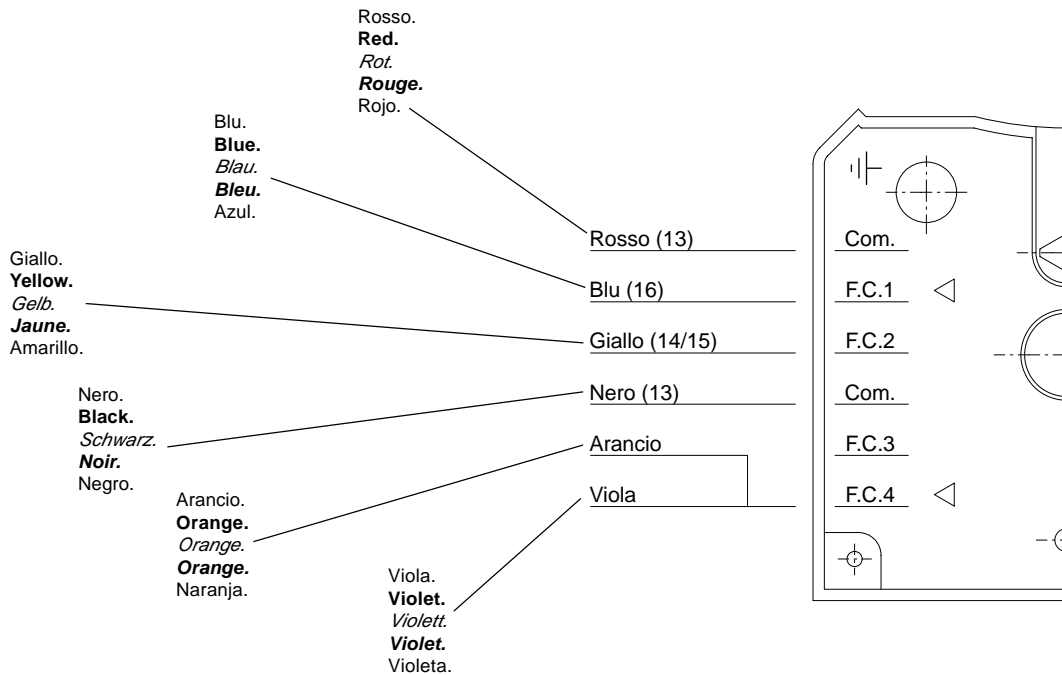 Rosso.
Red.
Rot.
Rouge.
Rojo.
Blu.
Blue.
Blau.
Bleu.
Azul.
Giallo.
Yellow.
Gelb.
Jaune.
Amarillo.
Nero.
Black.
Schwarz.
Noir.
Negro.
Arancio.
Orange.
Orange.
Orange.
Naranja.
Viola.
Violet.
Violett.
Violet.
Violeta.
Rosso (13) Com.
Blu (16) F.C.1
Giallo (14/15) F.C.2
Nero (13) Com.
Arancio F.C.3
Viola F.C.4
r